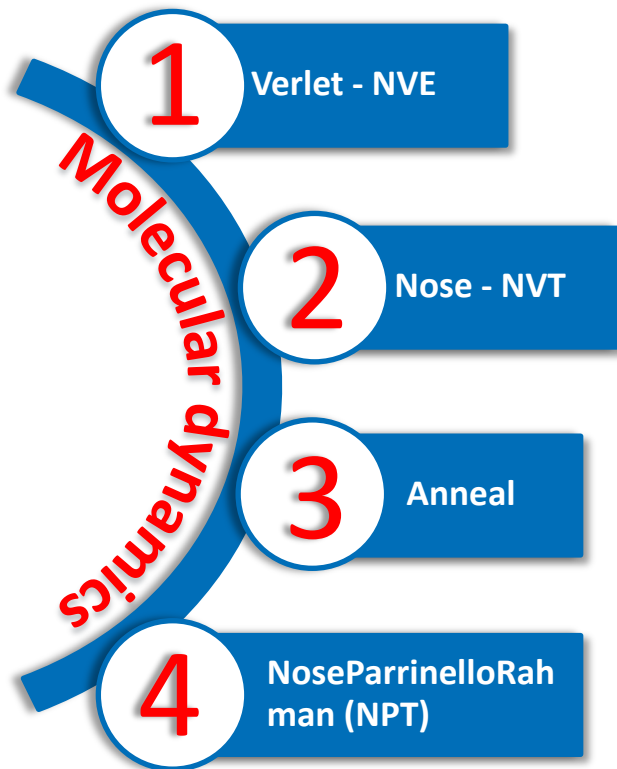 Molecular dynamics
1
Verlet - NVE
2
Nose - NVT
3
Anneal
4
NoseParrinelloRah
man (NPT)